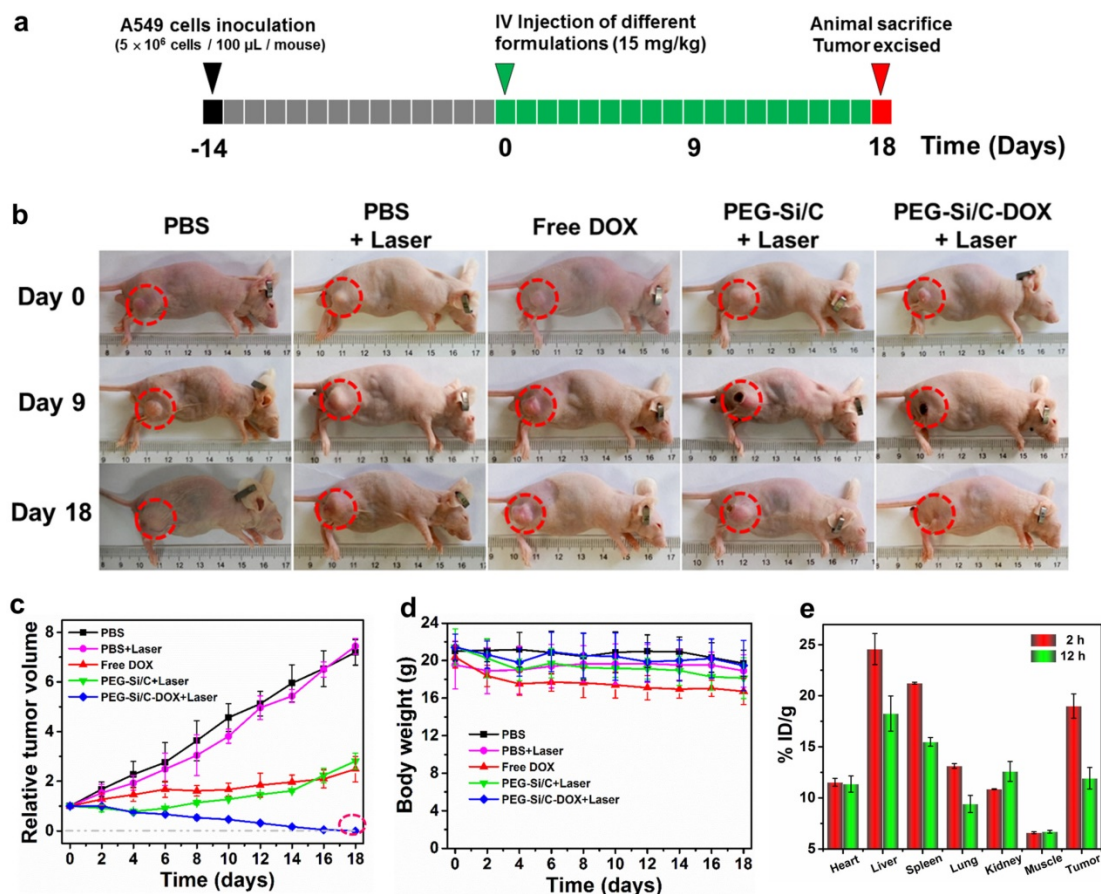 a
A549 cells inoculation
(5 × 10⁶ cells / 100 μL / mouse)
IV Injection of different
formulations (15 mg/kg)
Animal sacrifice
Tumor excised
-14
0
9
18
Time (Days)
b
PBS
PBS
+ Laser
Free DOX
PEG-Si/C
+ Laser
PEG-Si/C-DOX
+ Laser
Day 0
Day 9
Day 18
c
Relative tumor volume
8
6
4
2
0
PBS
PBS+Laser
Free DOX
PEG-Si/C+Laser
PEG-Si/C-DOX+Laser
0 2 4 6 8 10 12 14 16 18
Time (days)
d
Body weight (g)
24
20
16
12
8
4
0
PBS
PBS+Laser
Free DOX
PEG-Si/C+Laser
PEG-Si/C-DOX+Laser
0 2 4 6 8 10 12 14 16 18
Time (days)
e
% ID/g
25
20
15
10
5
2 h
12 h
Heart Liver Spleen Lung Kidney Muscle Tumor